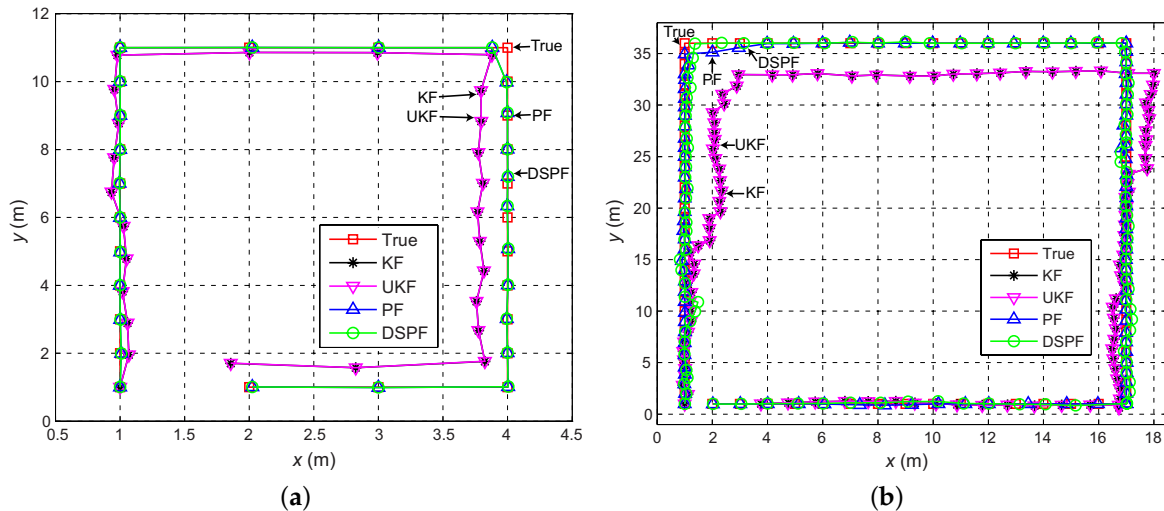 12
10
8
6
4
2
0
0.5
1
1.5
2
2.5
3
3.5
4
4.5
y (m)
x (m)
True
KF
UKF
PF
DSPF
True
KF
UKF
PF
DSPF
(a)
35
30
25
20
15
10
5
0
0
2
4
6
8
10
12
14
16
18
y (m)
x (m)
True
DSPF
PF
UKF
KF
True
KF
UKF
PF
DSPF
(b)